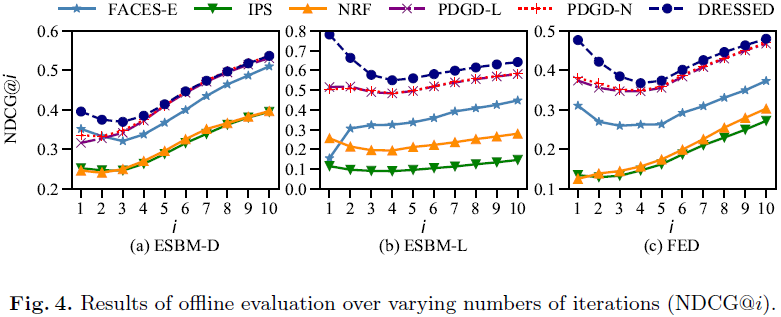 FACES-E IPS NRF PDGD-L PDGD-N DRESSED
NDCG@i
0.6 0.5 0.4 0.3 0.2
1 2 3 4 5 6 7 8 9 10
i
(a) ESBM-D
0.8 0.7 0.6 0.5 0.4 0.3 0.2 0.1 0.0
1 2 3 4 5 6 7 8 9 10
i
(b) ESBM-L
0.5 0.4 0.3 0.2 0.1
1 2 3 4 5 6 7 8 9 10
i
(c) FED
Fig. 4. Results of offline evaluation over varying numbers of iterations (NDCG@i).